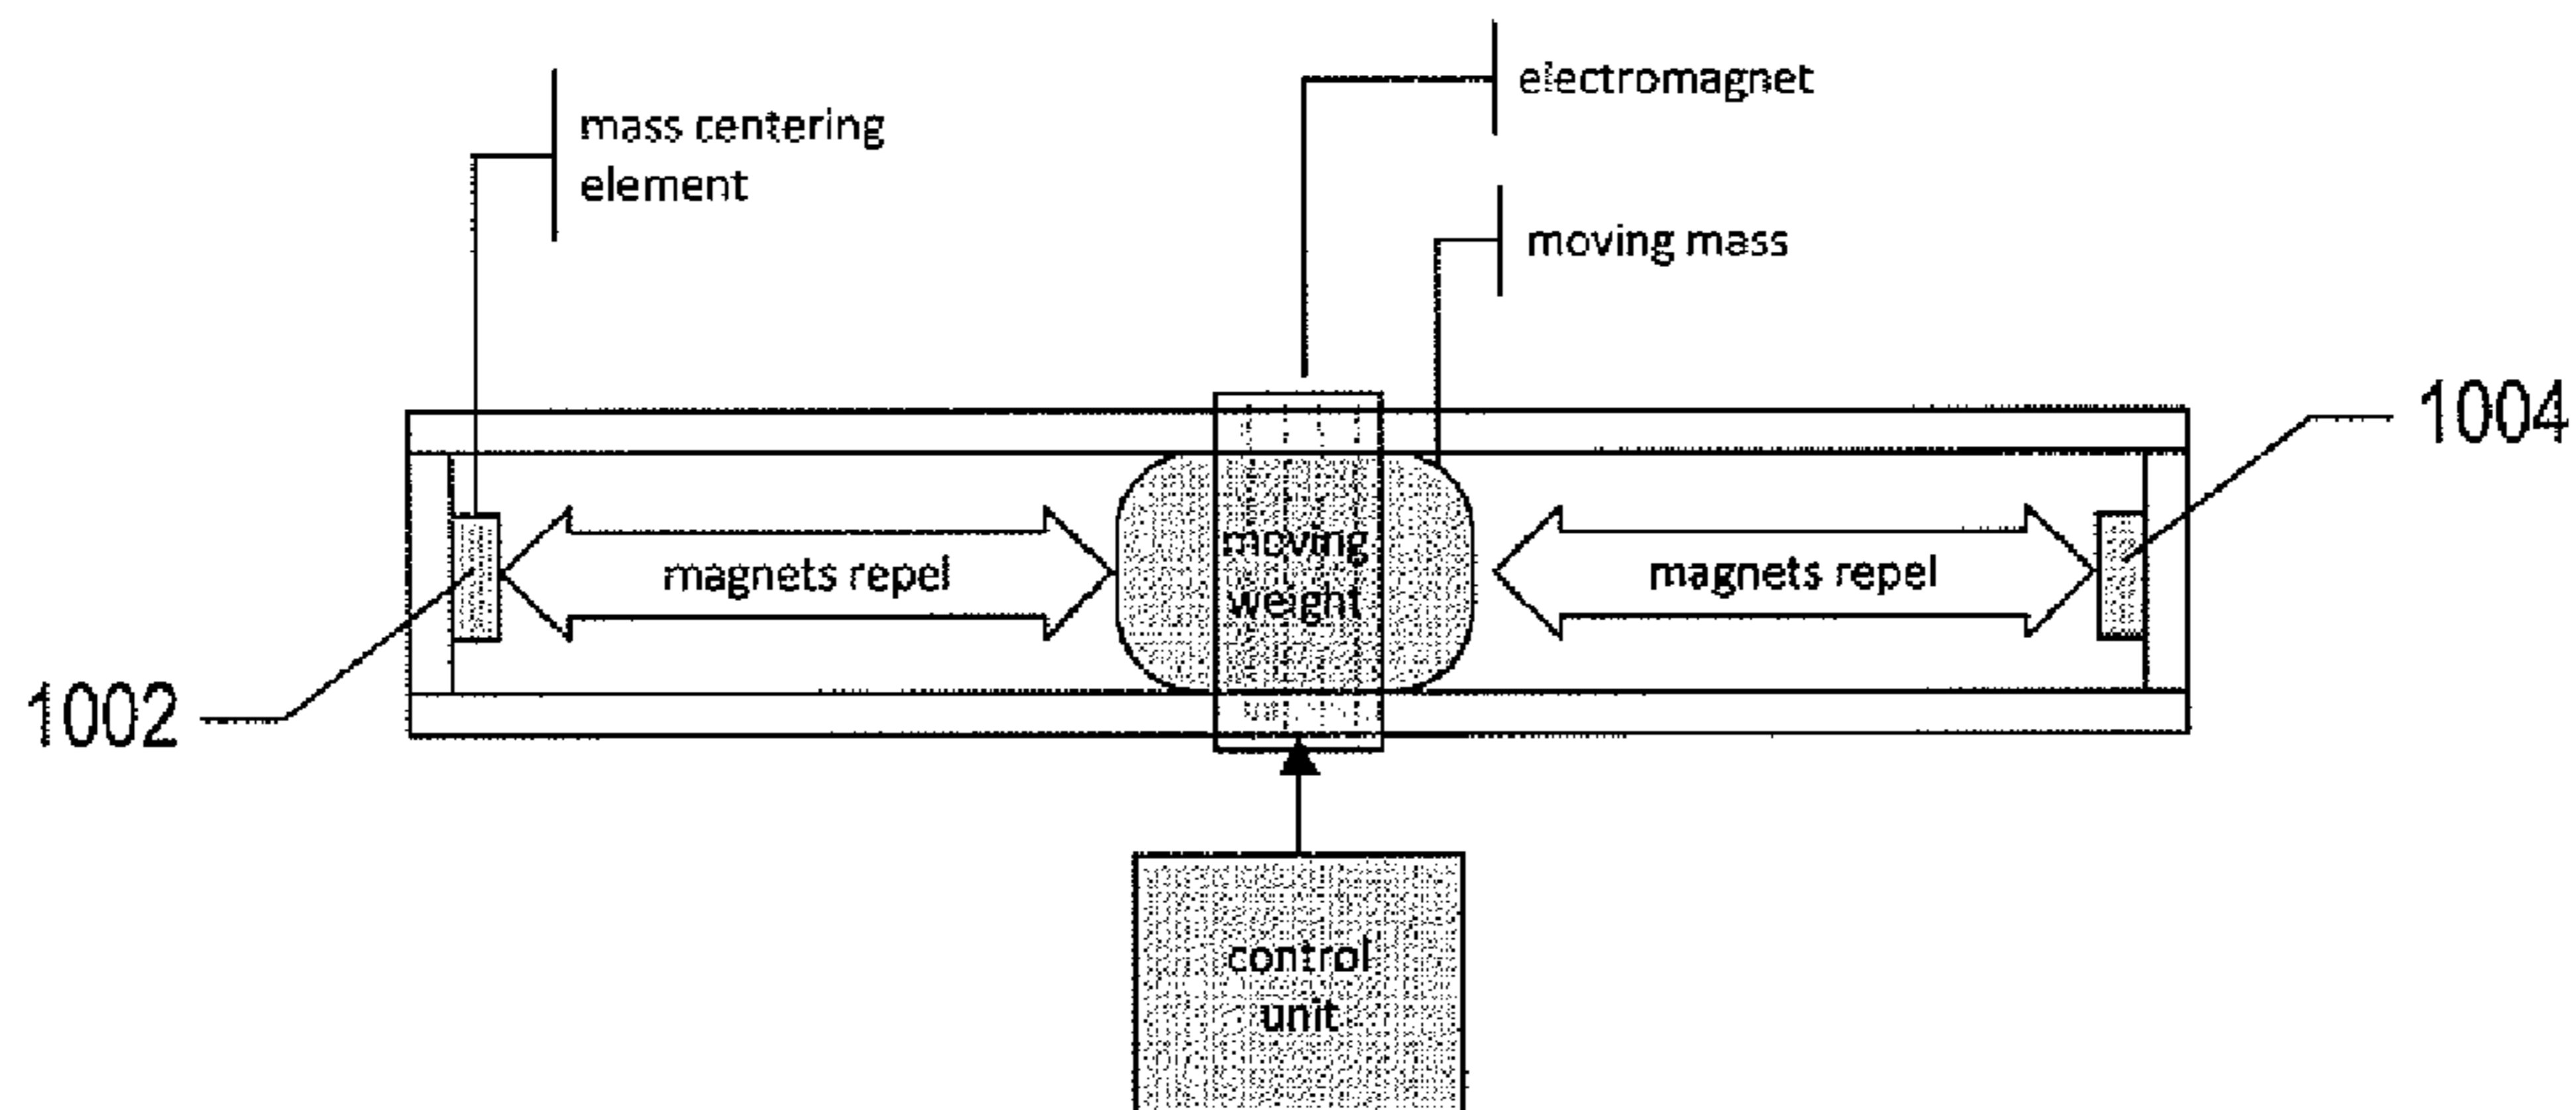 electromagnet
mass centering
element
moving mass
1004
magnets repel
moving
weight
magnets repel
1002
control
unit